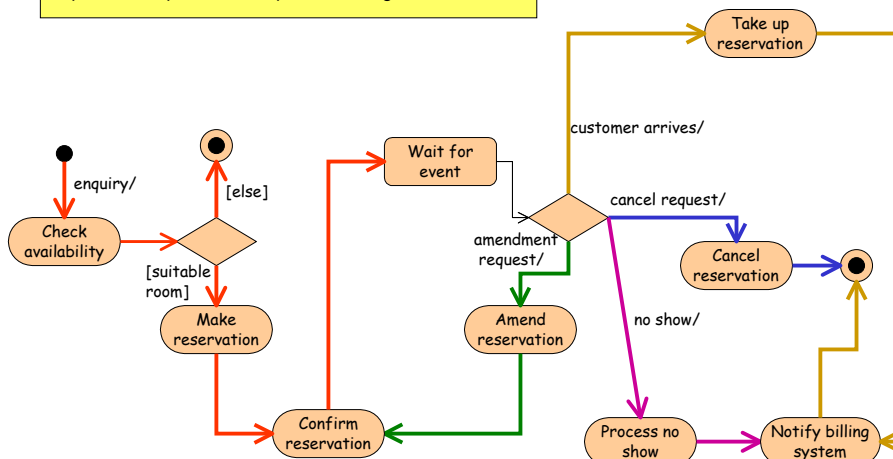 Take up
reservation
customer arrives/
Wait for
event
enquiry/
[else]
cancel request/
Check
availability
amendment
request/
Cancel
reservation
[suitable
room]
Make
reservation
Amend
reservation
no show/
Confirm
reservation
Process no
show
Notify billing
system